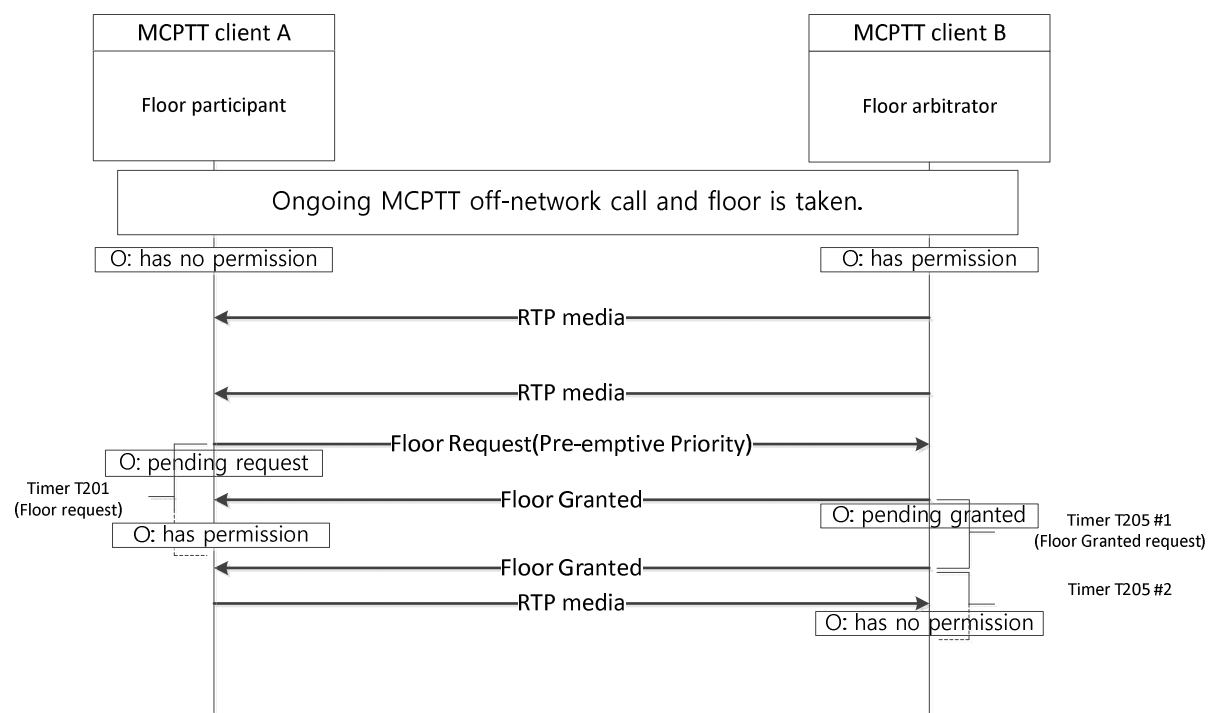 MCPTT client A
MCPTT client B
Floor participant
Floor arbitrator
Ongoing MCPTT off-network call and floor is taken.
O: has no permission
O: has permission
RTP media
RTP media
Floor Request(Pre-emptive Priority)
O: pending request
Timer T201
(Floor request)
Floor Granted
O: pending granted
Timer T205 #1
(Floor Granted request)
O: has permission
Floor Granted
Timer T205 #2
RTP media
O: has no permission